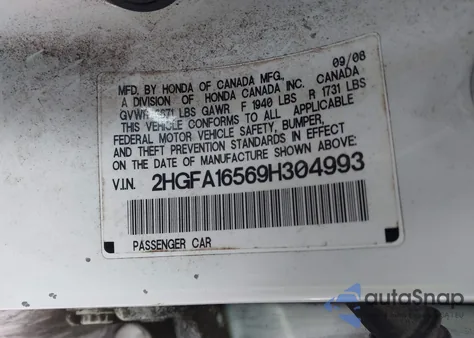 09/08
MFD. BY HONDA OF CANADA MFG.,
A DIVISION OF HONDA CANADA INC. CANADA
GVWR LBS GAWR F 1940 LBS R 1731 LBS
THIS VEHICLE CONFORMS TO ALL APPLICABLE
FEDERAL MOTOR VEHICLE SAFETY, BUMPER,
AND THEFT PREVENTION STANDARDS IN EFFECT
ON THE DATE OF MANUFACTURE SHOWN ABOVE.
V.I.N. 2HGFA16569H304993
PASSENGER CAR
autoSnap